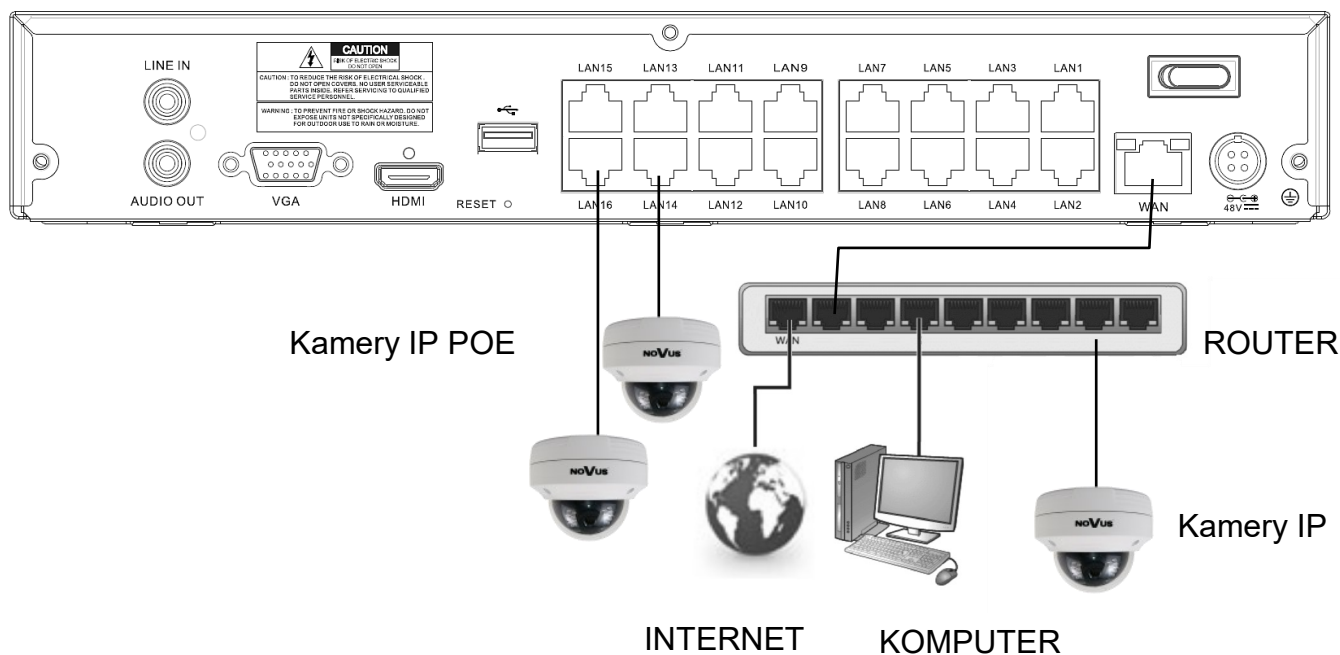 LINE IN
CAUTION
RISK OF ELECTRIC SHOCK
DO NOT OPEN
CAUTION : TO REDUCE THE RISK OF ELECTRICAL SHOCK .
DO NOT OPEN COVERS. NO USER SERVICEABLE
PARTS INSIDE. REFER SERVICING TO QUALIFIED
SERVICE PERSONNEL.
WARNING : TO PREVENT FIRE OR SHOCK HAZARD. DO NOT
EXPOSE UNITS NOT SPECIFICALLY DESIGNED
FOR OUTDOOR USE TO RAIN OR MOISTURE.
LAN15 LAN13 LAN11 LAN9 LAN7 LAN5 LAN3 LAN1
AUDIO OUT VGA HDMI RESET LAN16 LAN14 LAN12 LAN10 LAN8 LAN6 LAN4 LAN2 WAN 48V
Kamery IP POE
NOVUS
WAN
ROUTER
NOVUS
NOVUS
Kamery IP
INTERNET
KOMPUTER